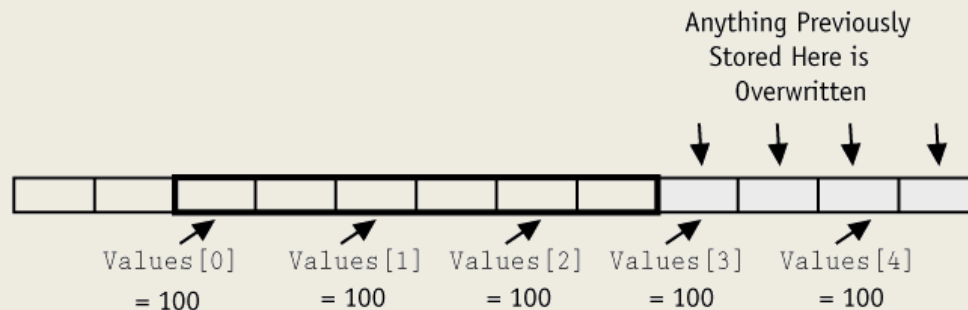 Anything Previously
Stored Here is
Overwritten
Values[0] Values[1] Values[2] Values[3] Values[4]
= 100 = 100 = 100 = 100 = 100